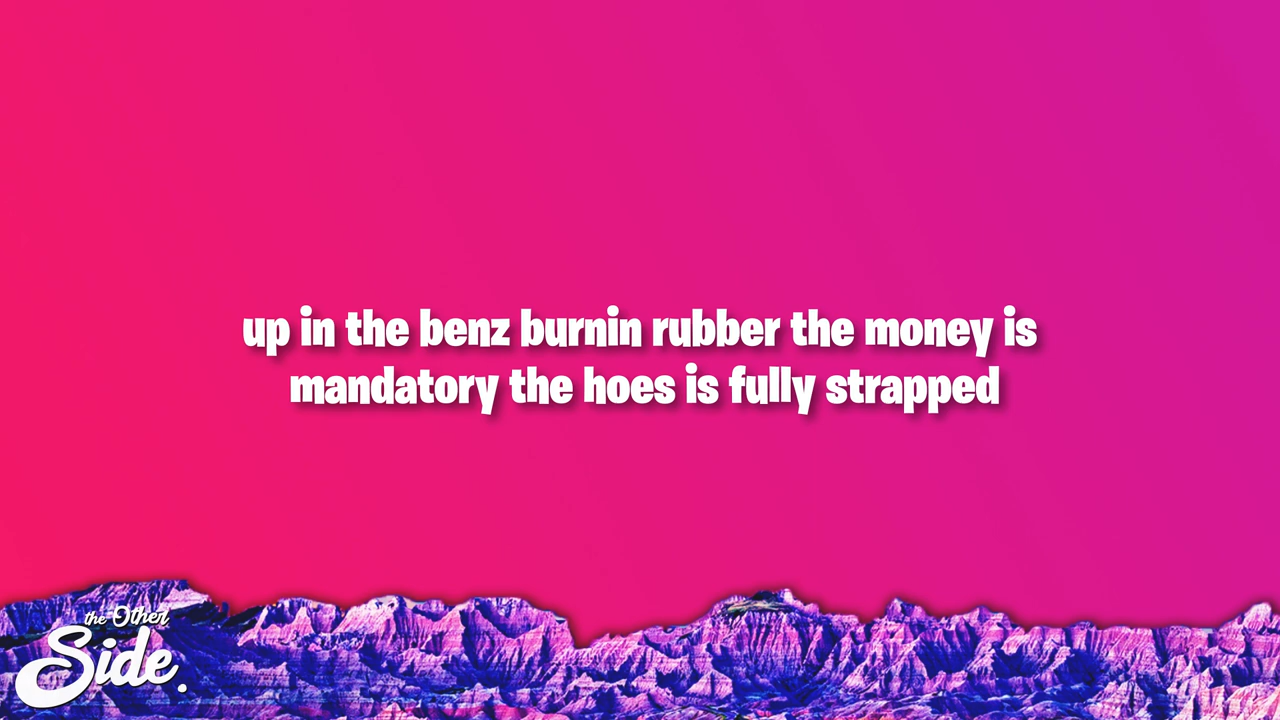 up in the benz burnin rubber the money is
mandatory the hoes is fully strapped
the Other
Side.